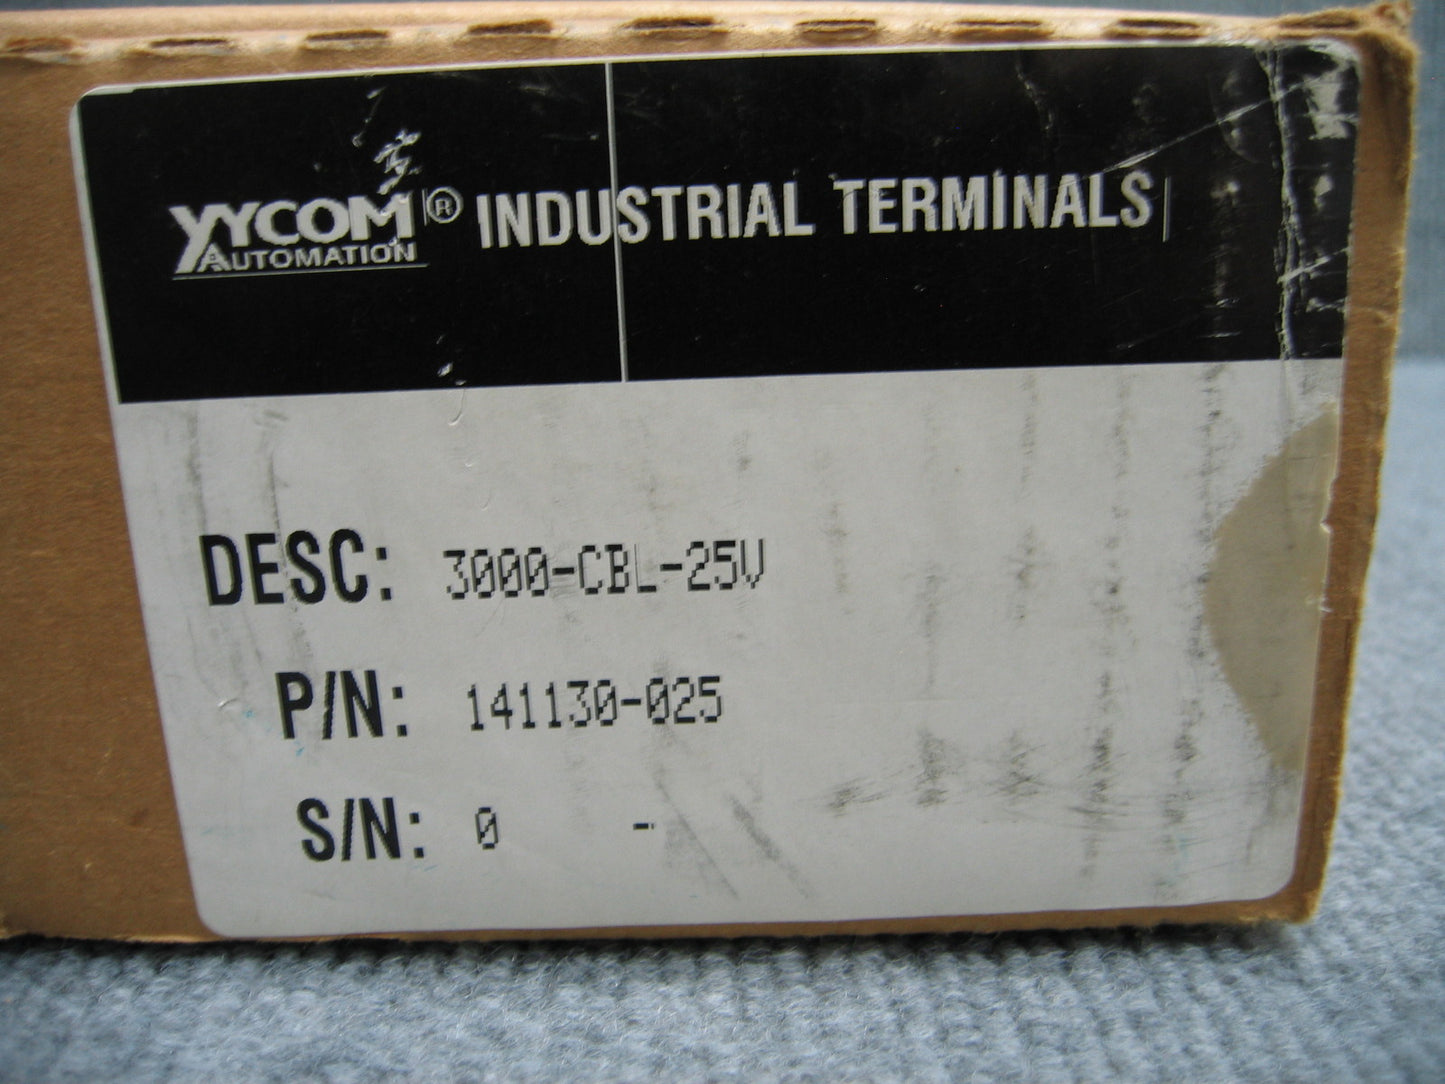 XYCOM® INDUSTRIAL TERMINALS
AUTOMATION
DESC: 3000-CBL-25V
P/N: 141130-025
S/N: 0 -